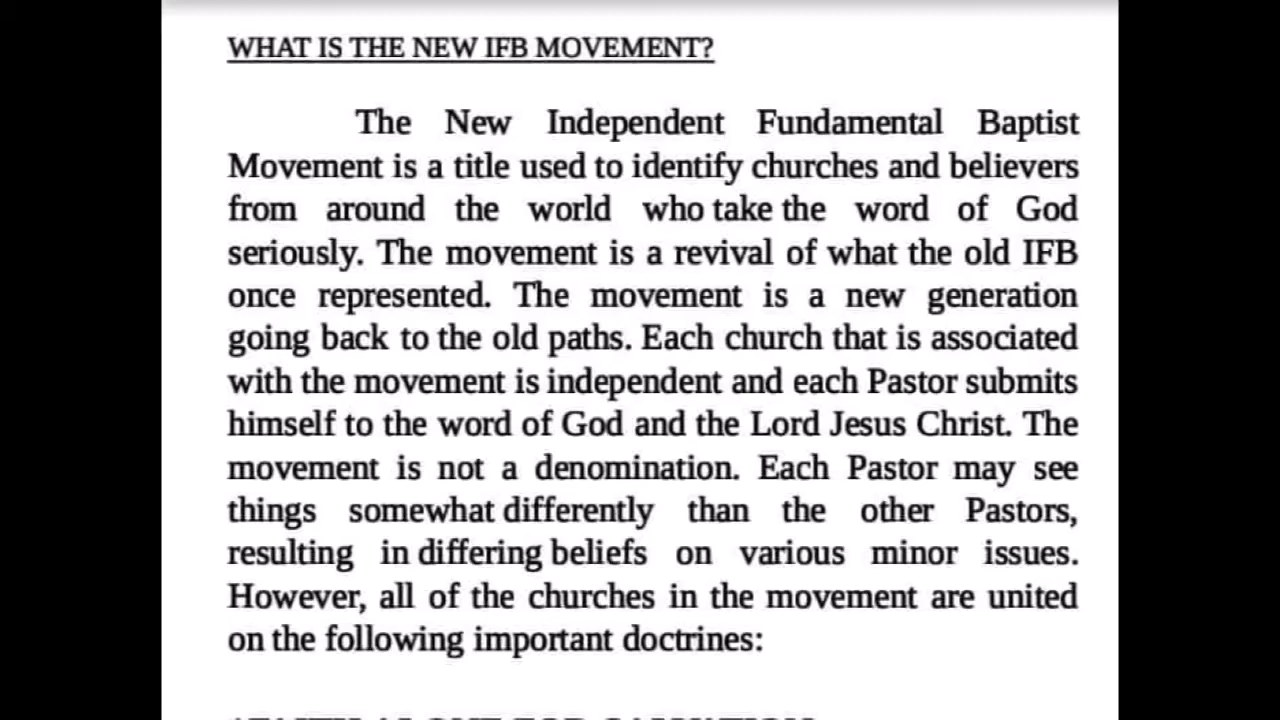 WHAT IS THE NEW IFB MOVEMENT?
The New Independent Fundamental Baptist
Movement is a title used to identify churches and believers
from around the world who take the word of God
seriously. The movement is a revival of what the old IFB
once represented. The movement is a new generation
going back to the old paths. Each church that is associated
with the movement is independent and each Pastor submits
himself to the word of God and the Lord Jesus Christ. The
movement is not a denomination. Each Pastor may see
things somewhat differently than the other Pastors,
resulting in differing beliefs on various minor issues.
However, all of the churches in the movement are united
on the following important doctrines: